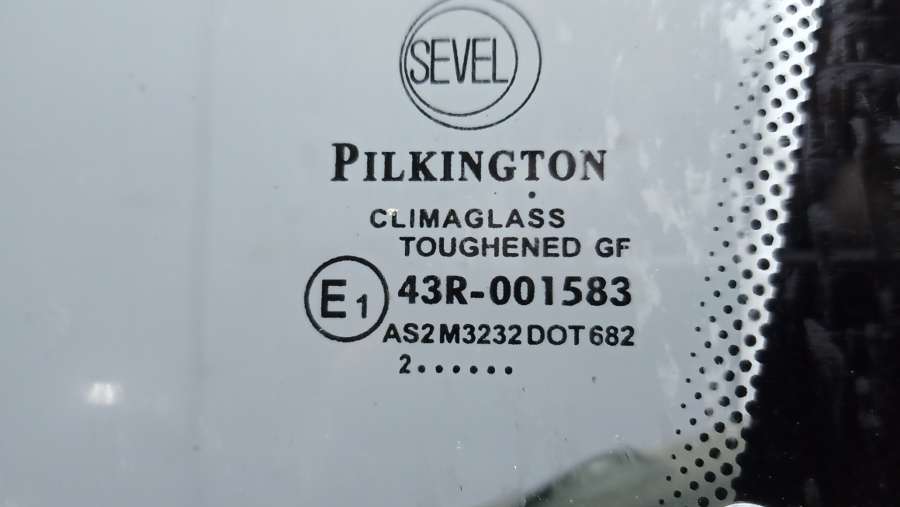 SEVEL
PILKINGTON
CLIMAGLASS
TOUGHENED GF
E1 43R-001583
AS2 M3232 DOT 682
2......